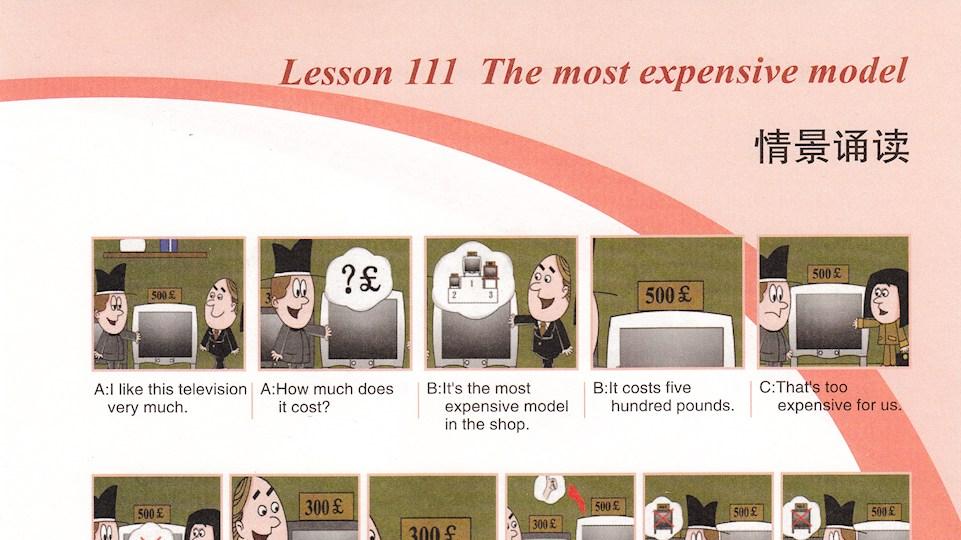 Lesson 111 The most expensive model
情景诵读
500£
?£
500£
500£
1
2 3
A:I like this television
very much.
A:How much does
it cost?
B:It's the most
expensive model
in the shop.
B:It costs five
hundred pounds.
C:That's too
expensive for us.
500£
300£
300£
300£
500£
500£
500£